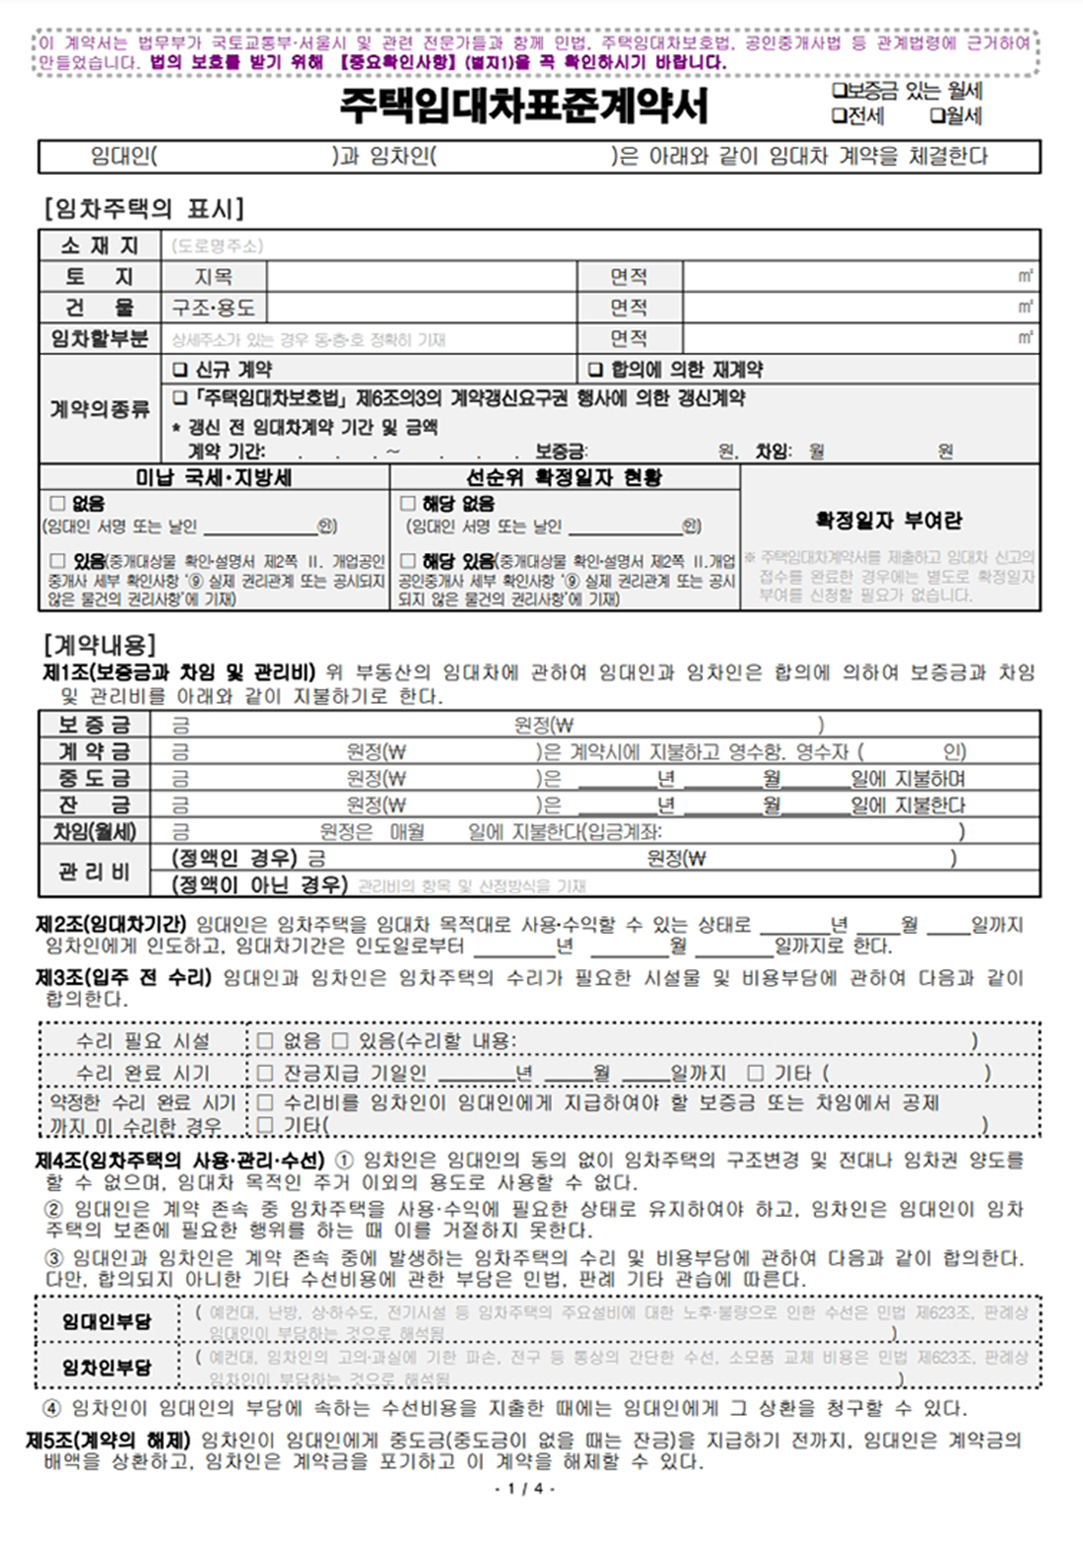 이 계약서는 법무부가 국토교통부·서울시 및 관련 전문가들과 함께 민법, 주택임대차보호법, 공인중개사법 등 관계법령에 근거하여
만들었습니다. 법의 보호를 받기 위해 【중요확인사항】(별지1)을 꼭 확인하시기 바랍니다.
주택임대차표준계약서
❑보증금 있는 월세
❑전세 ❑월세
임대인( )과 임차인( )은 아래와 같이 임대차 계약을 체결한다
[임차주택의 표시]
소 재 지 (도로명주소)
토 지 지목 면적 ㎡
건 물 구조·용도 면적 ㎡
임차할부분 상세주소가 있는 경우 동·층·호 정확히 기재 면적 ㎡
계약의종류
❑ 신규 계약 ❑ 합의에 의한 재계약
❑「주택임대차보호법」제6조의3의 계약갱신요구권 행사에 의한 갱신계약
* 갱신 전 임대차계약 기간 및 금액
계약 기간: . . . ~ . . . 보증금: 원, 차임: 월 원
미납 국세·지방세 선순위 확정일자 현황
확정일자 부여란
□ 없음
(임대인 서명 또는 날인 ________㊞)
□ 해당 없음
(임대인 서명 또는 날인 ________㊞)
□ 있음(중개대상물 확인·설명서 제2쪽 Ⅱ. 개업공인
중개사 세부 확인사항 '⑨ 실제 권리관계 또는 공시되지
않은 물건의 권리사항'에 기재)
□ 해당 있음(중개대상물 확인·설명서 제2쪽 Ⅱ.개업
공인중개사 세부 확인사항 '⑨ 실제 권리관계 또는 공시
되지 않은 물건의 권리사항'에 기재)
※ 주택임대차계약서를 제출하고 임대차 신고의
접수를 완료한 경우에는 별도로 확정일자
부여를 신청할 필요가 없습니다.
[계약내용]
제1조(보증금과 차임 및 관리비) 위 부동산의 임대차에 관하여 임대인과 임차인은 합의에 의하여 보증금과 차임
및 관리비를 아래와 같이 지불하기로 한다.
보 증 금 금 원정(₩ )
계 약 금 금 원정(₩ )은 계약시에 지불하고 영수함. 영수자 ( 인)
중 도 금 금 원정(₩ )은 ______년 ______월______일에 지불하며
잔 금 금 원정(₩ )은 ______년 ______월______일에 지불한다
차임(월세) 금 원정은 매월 일에 지불한다(입금계좌: )
관 리 비
(정액인 경우) 금 원정(₩ )
(정액이 아닌 경우) 관리비의 항목 및 산정방식을 기재
제2조(임대차기간) 임대인은 임차주택을 임대차 목적대로 사용·수익할 수 있는 상태로 ______년 ___월 ___일까지
임차인에게 인도하고, 임대차기간은 인도일로부터 ______년 ______월 ______일까지로 한다.
제3조(입주 전 수리) 임대인과 임차인은 임차주택의 수리가 필요한 시설물 및 비용부담에 관하여 다음과 같이
합의한다.
수리 필요 시설 □ 없음 □ 있음(수리할 내용: )
수리 완료 시기 □ 잔금지급 기일인 ______년 ____월 ____일까지 □ 기타 ( )
약정한 수리 완료 시기
까지 미 수리한 경우
□ 수리비를 임차인이 임대인에게 지급하여야 할 보증금 또는 차임에서 공제
□ 기타( )
제4조(임차주택의 사용·관리·수선) ① 임차인은 임대인의 동의 없이 임차주택의 구조변경 및 전대나 임차권 양도를
할 수 없으며, 임대차 목적인 주거 이외의 용도로 사용할 수 없다.
② 임대인은 계약 존속 중 임차주택을 사용·수익에 필요한 상태로 유지하여야 하고, 임차인은 임대인이 임차
주택의 보존에 필요한 행위를 하는 때 이를 거절하지 못한다.
③ 임대인과 임차인은 계약 존속 중에 발생하는 임차주택의 수리 및 비용부담에 관하여 다음과 같이 합의한다.
다만, 합의되지 아니한 기타 수선비용에 관한 부담은 민법, 판례 기타 관습에 따른다.
임대인부담
( 예컨대, 난방, 상·하수도, 전기시설 등 임차주택의 주요설비에 대한 노후·불량으로 인한 수선은 민법 제623조, 판례상
임대인이 부담하는 것으로 해석됨 )
임차인부담
( 예컨대, 임차인의 고의·과실에 기한 파손, 전구 등 통상의 간단한 수선, 소모품 교체 비용은 민법 제623조, 판례상
임차인이 부담하는 것으로 해석됨 )
④ 임차인이 임대인의 부담에 속하는 수선비용을 지출한 때에는 임대인에게 그 상환을 청구할 수 있다.
제5조(계약의 해제) 임차인이 임대인에게 중도금(중도금이 없을 때는 잔금)을 지급하기 전까지, 임대인은 계약금의
배액을 상환하고, 임차인은 계약금을 포기하고 이 계약을 해제할 수 있다.
- 1 / 4 -